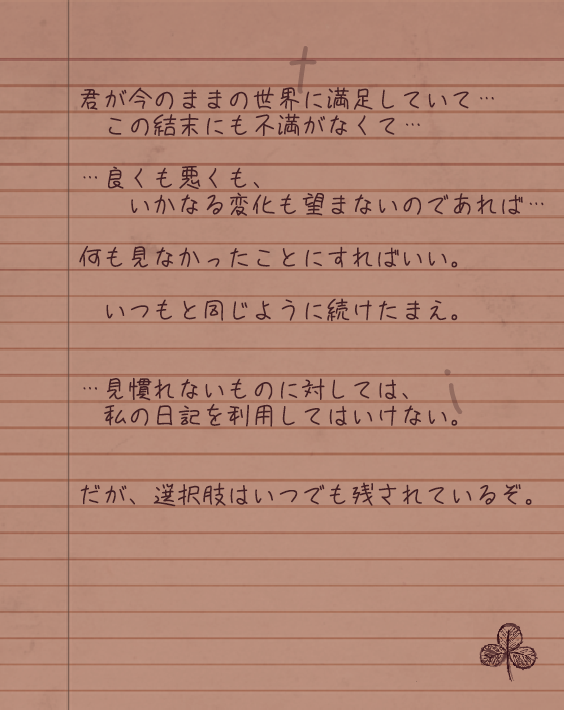 君が今のままの世界に満足していて…
この結末にも不満がなくて…
…良くも悪くも、
いかなる変化も望まないのであれば…
何も見なかったことにすればいい。
いつもと同じように続けたまえ。
…見慣れないものに対しては、
私の日記を利用してはいけない。
だが、選択肢はいつでも残されているぞ。